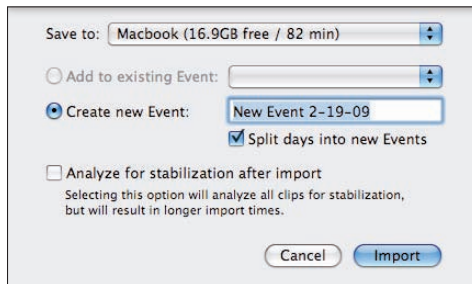 Save to: Macbook (16.9GB free / 82 min)
Add to existing Event:
Create new Event: New Event 2-19-09
Split days into new Events
Analyze for stabilization after import
Selecting this option will analyze all clips for stabilization,
but will result in longer import times.
Cancel Import